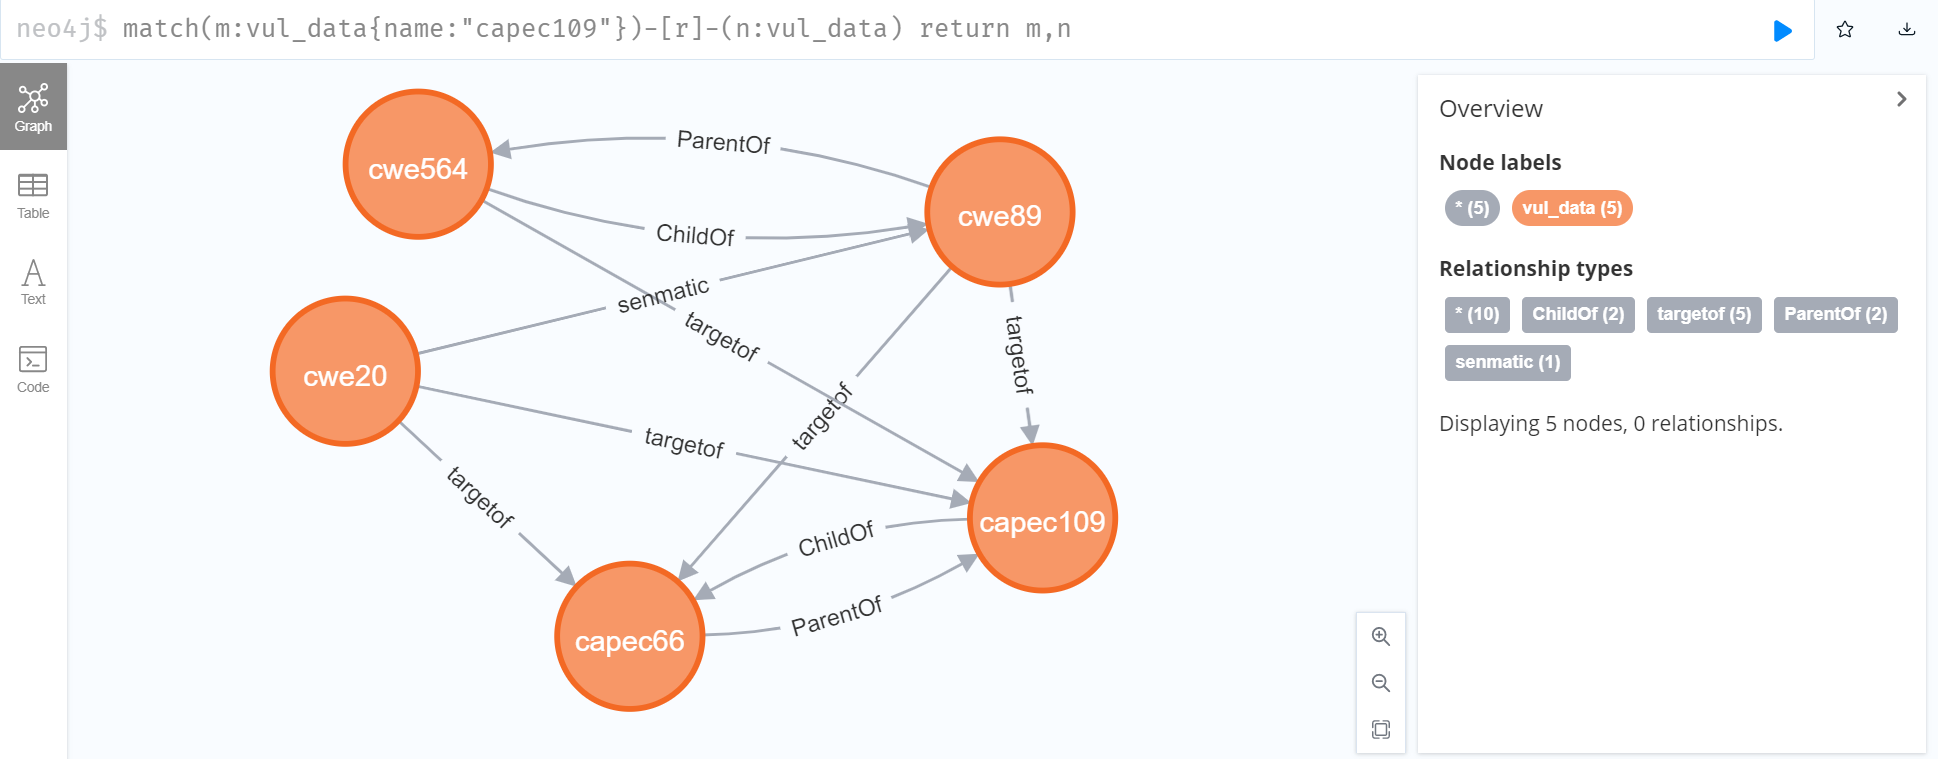 neo4j$ match(m:vul_data{name:"capec109"})-[r]-(n:vul_data) return m,n
Graph
Table
Text
Code
cwe564
ParentOf
cwe89
ChildOf
senmatic
targetof
targetof
cwe20
targetof
targetof
targetof
capec109
ChildOf
capec66
ParentOf
Overview
Node labels
* (5) vul_data (5)
Relationship types
* (10) ChildOf (2) targetof (5) ParentOf (2)
senmatic (1)
Displaying 5 nodes, 0 relationships.